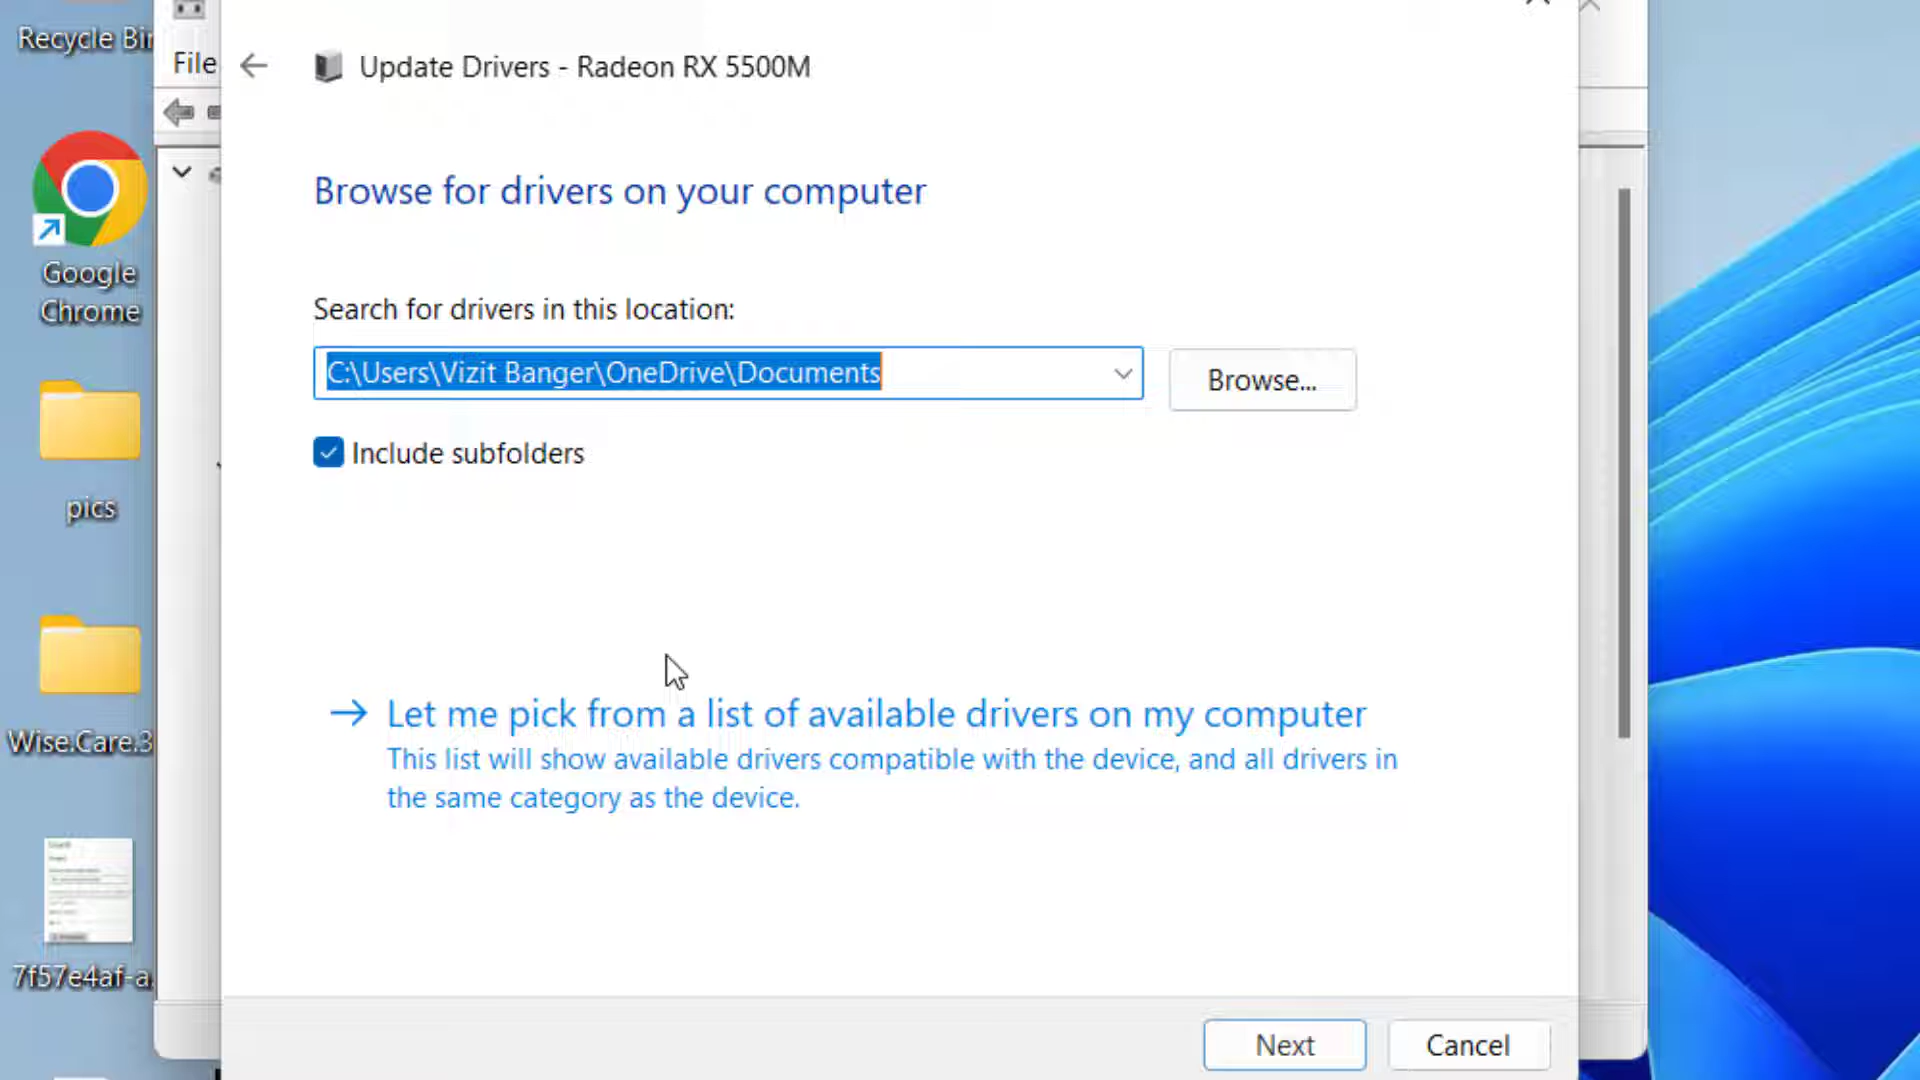 Recycle Bin
File
Update Drivers - Radeon RX 5500M
Google
Chrome
Browse for drivers on your computer
Search for drivers in this location:
C:\Users\Vizit Banger\OneDrive\Documents
Browse...
Include subfolders
pics
Let me pick from a list of available drivers on my computer
This list will show available drivers compatible with the device, and all drivers in
the same category as the device.
Wise.Care.3
7f57e4af-a
Next
Cancel